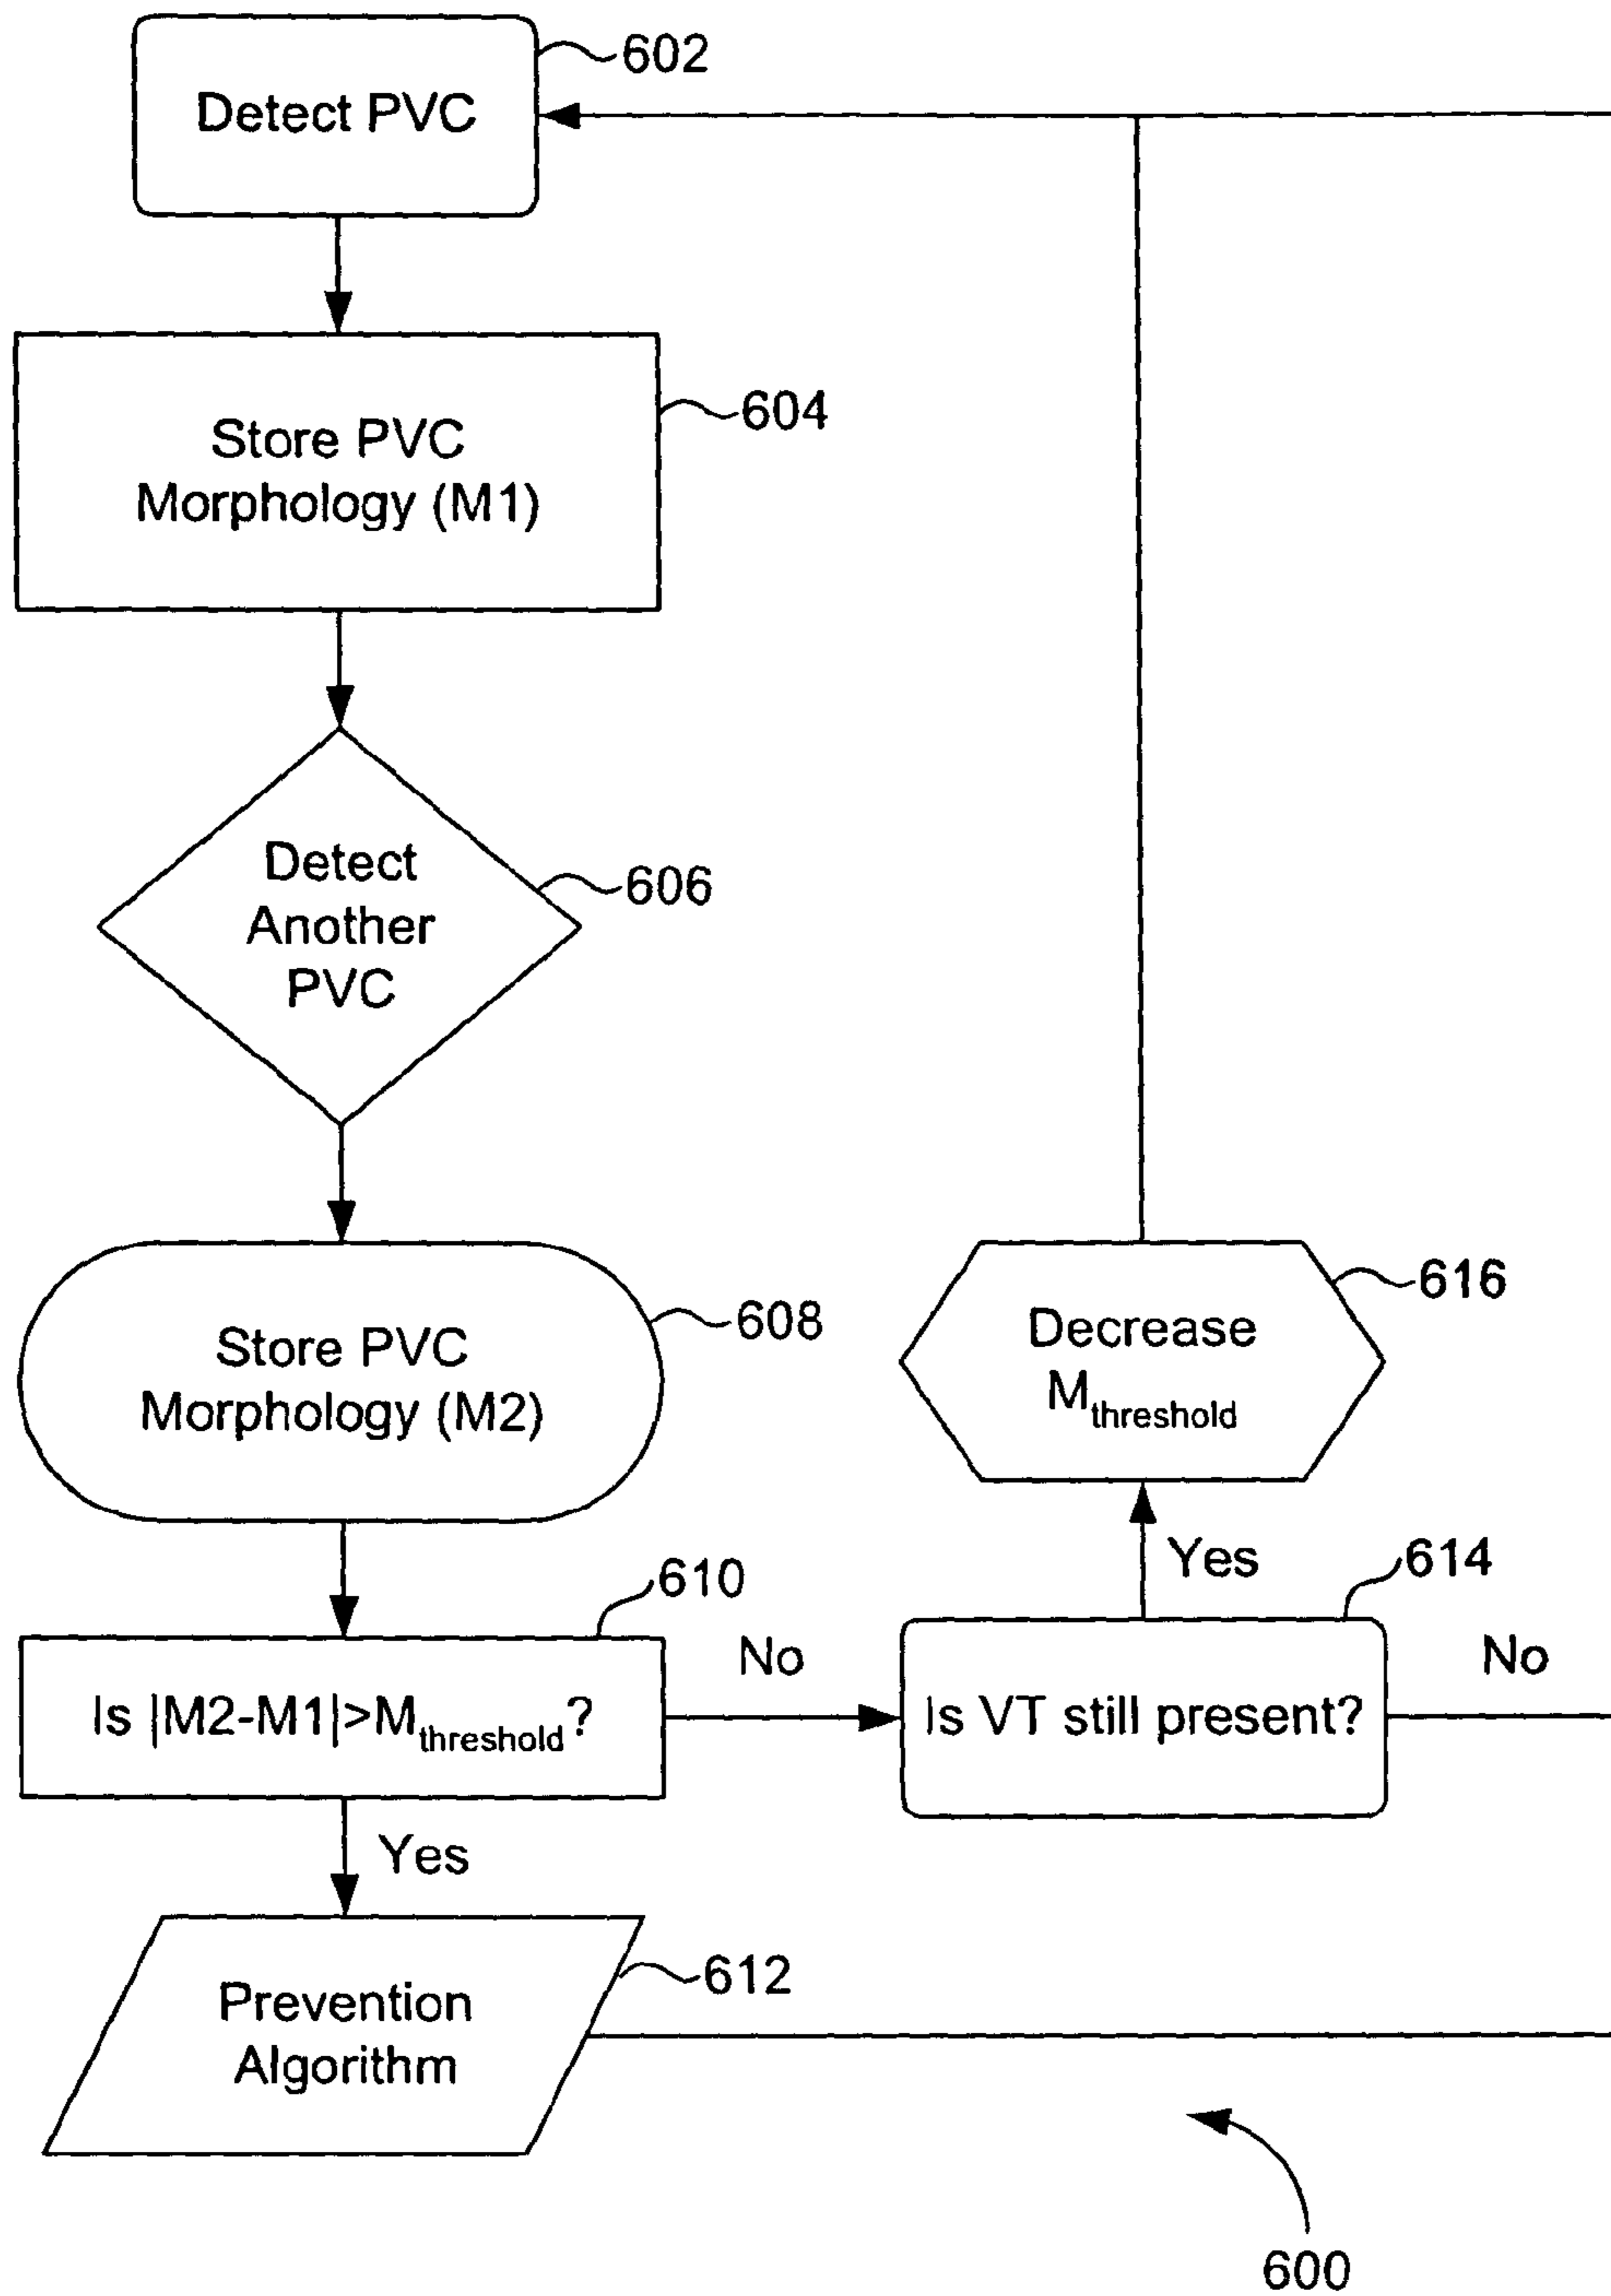 602
Detect PVC
604
Store PVC
Morphology (M1)
606
Detect
Another
PVC
608
Store PVC
Morphology (M2)
616
Decrease
Mthreshold
610
Is |M2-M1|>Mthreshold?
No
Yes
614
Is VT still present?
No
Yes
612
Prevention
Algorithm
600